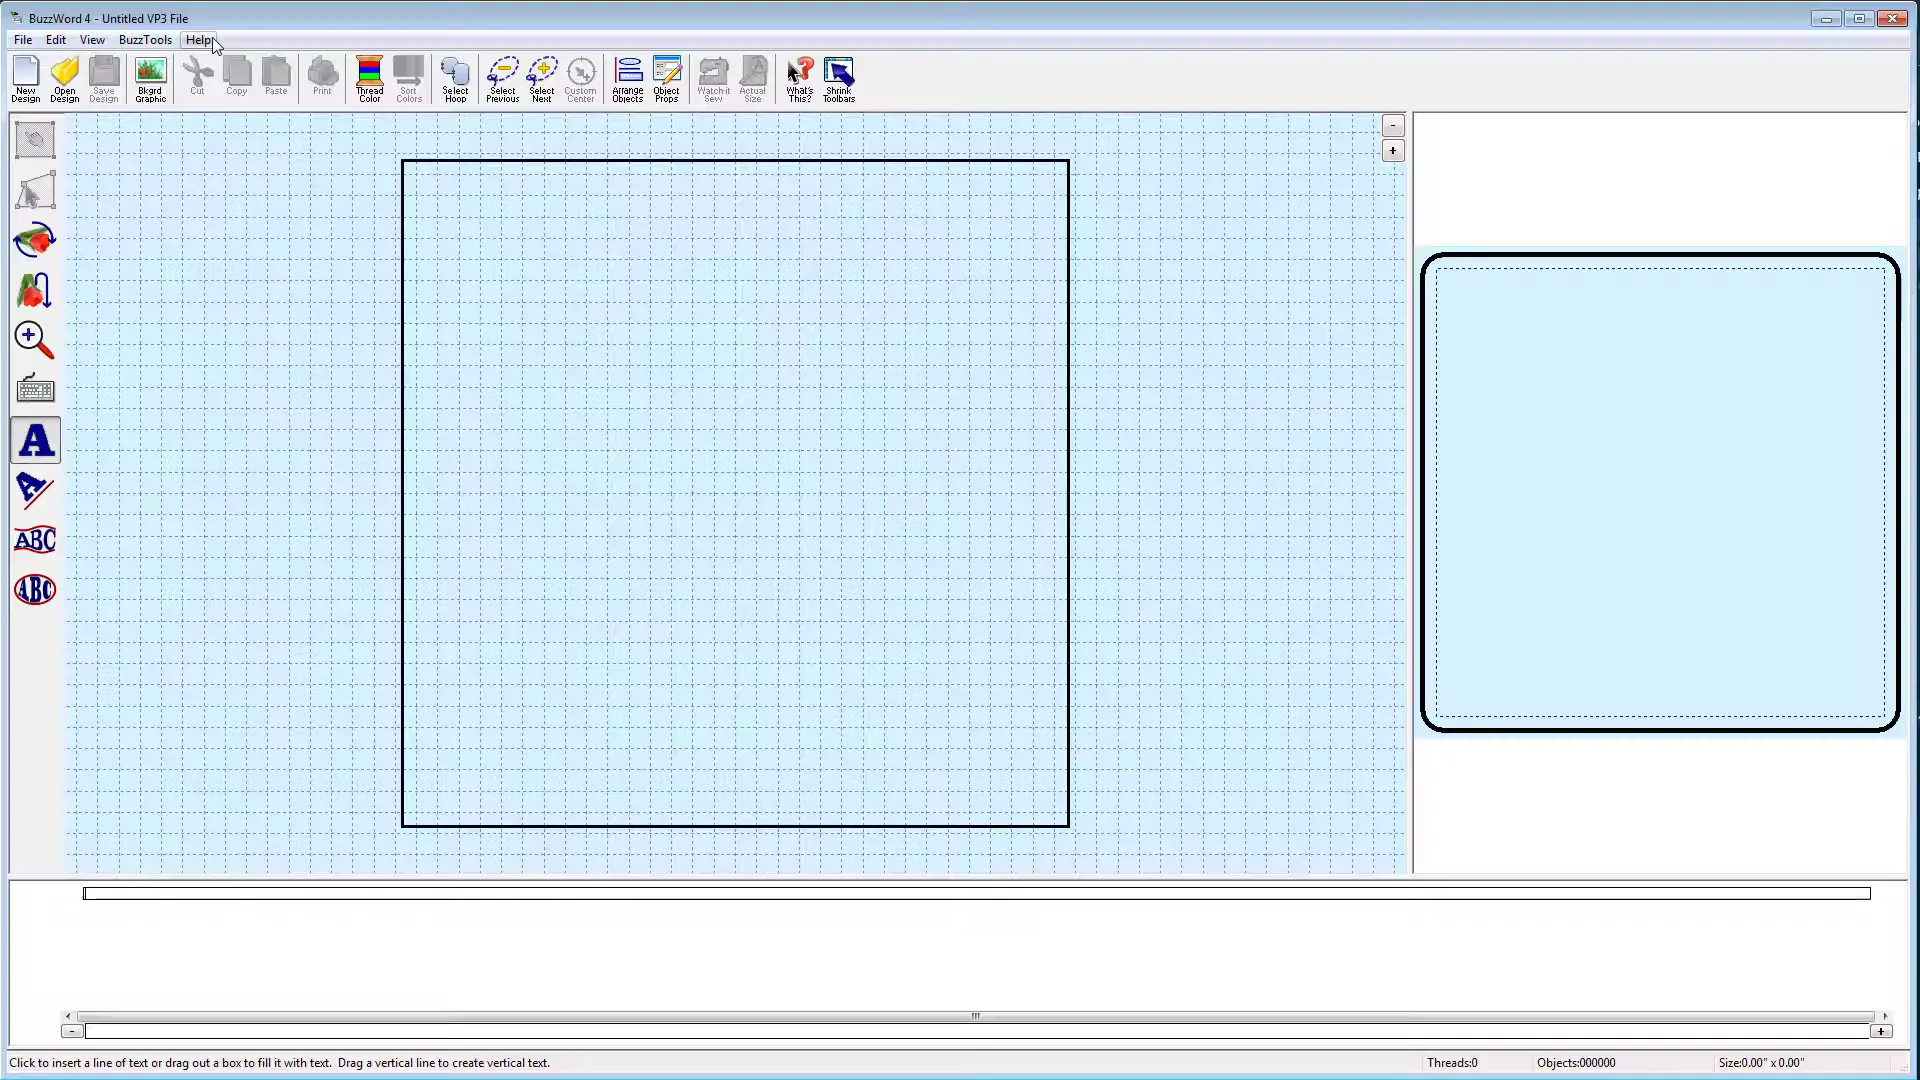 BuzzWord 4 - Untitled VP3 File
File Edit View BuzzTools Help
New Design Open Design Save Design Bkgrd Graphic Cut Copy Paste Print Thread Color Sort Colors Select Hoop Select Previous Select Next Custom Center Arrange Objects Object Props Watch-it Sew Actual Size What's This? Shrink Toolbars
-
+
A
A
ABC
ABC
- +
Click to insert a line of text or drag out a box to fill it with text. Drag a vertical line to create vertical text. Threads:0 Objects:000000 Size:0.00" x 0.00"